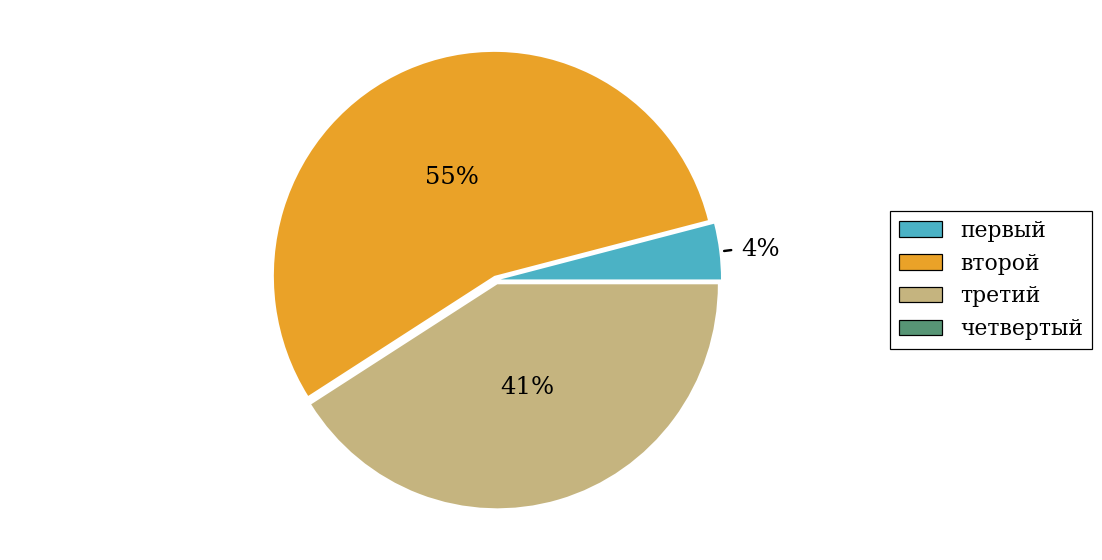 55%
4%
41%
первый
второй
третий
четвертый